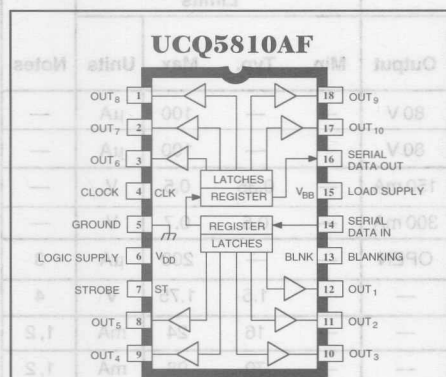 UCQ5810AF
OUT8 1 18 OUT9
OUT7 2 17 OUT10
OUT6 3 16 SERIAL DATA OUT
LATCHES
REGISTER
CLOCK 4 CLK VBB 15 LOAD SUPPLY
GROUND 5 14 SERIAL DATA IN
REGISTER
LATCHES
LOGIC SUPPLY 6 VDD BLNK 13 BLANKING
STROBE 7 ST 12 OUT1
OUT5 8 11 OUT2
OUT4 9 10 OUT3